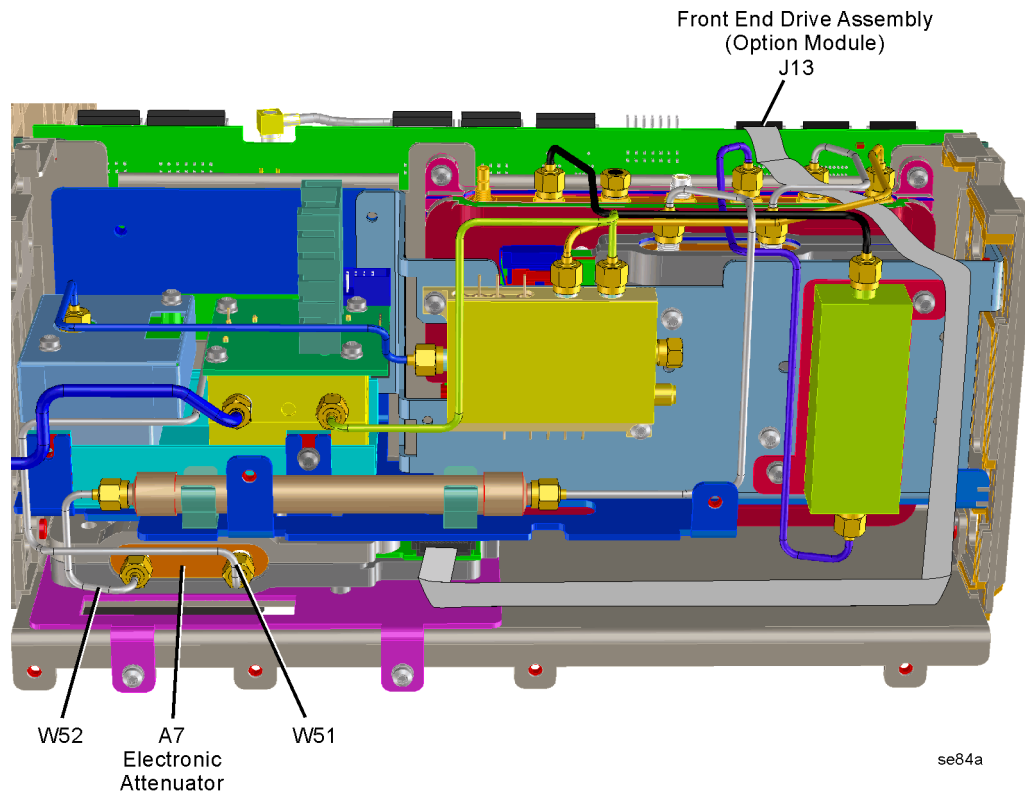 Front End Drive Assembly
(Option Module)
J13
W52
A7
Electronic
Attenuator
W51
se84a